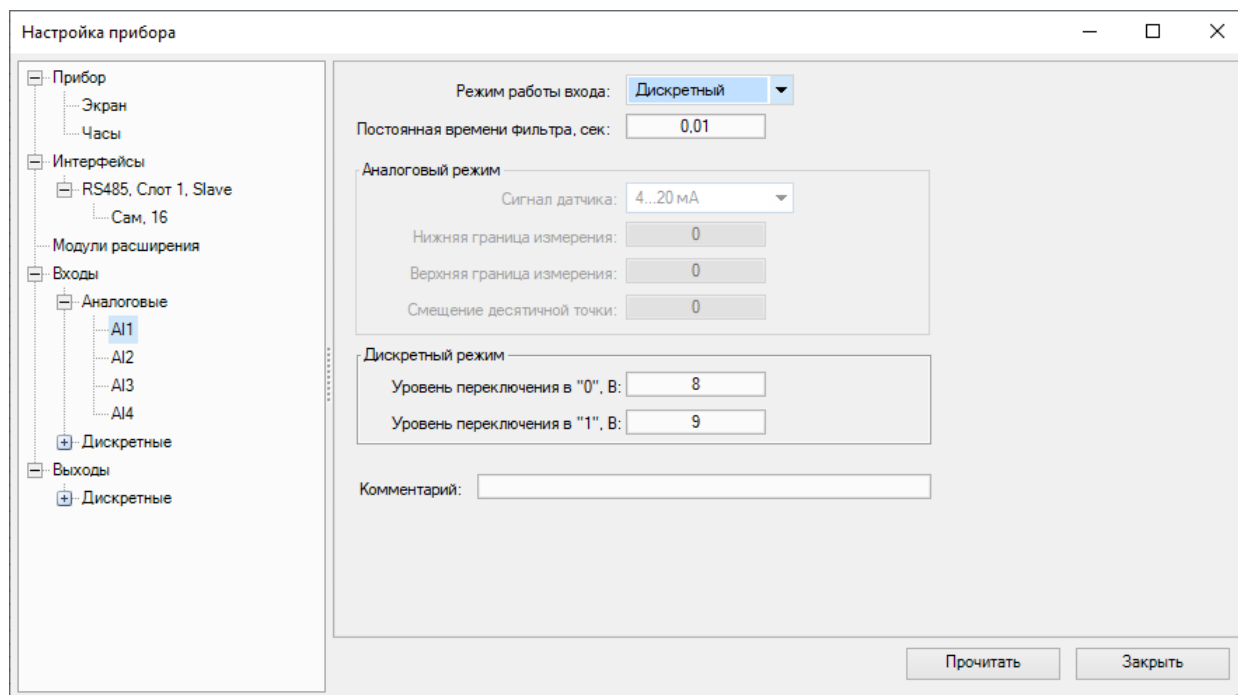 Настройка прибора
Прибор
Экран
Часы
Интерфейсы
RS485, Слот 1, Slave
Сам, 16
Модули расширения
Входы
Аналоговые
AI1
AI2
AI3
AI4
Дискретные
Выходы
Дискретные
Режим работы входа: Дискретный
Постоянная времени фильтра, сек: 0,01
Аналоговый режим
Сигнал датчика: 4...20 мА
Нижняя граница измерения: 0
Верхняя граница измерения: 0
Смещение десятичной точки: 0
Дискретный режим
Уровень переключения в "0", В: 8
Уровень переключения в "1", В: 9
Комментарий:
Прочитать Закрыть